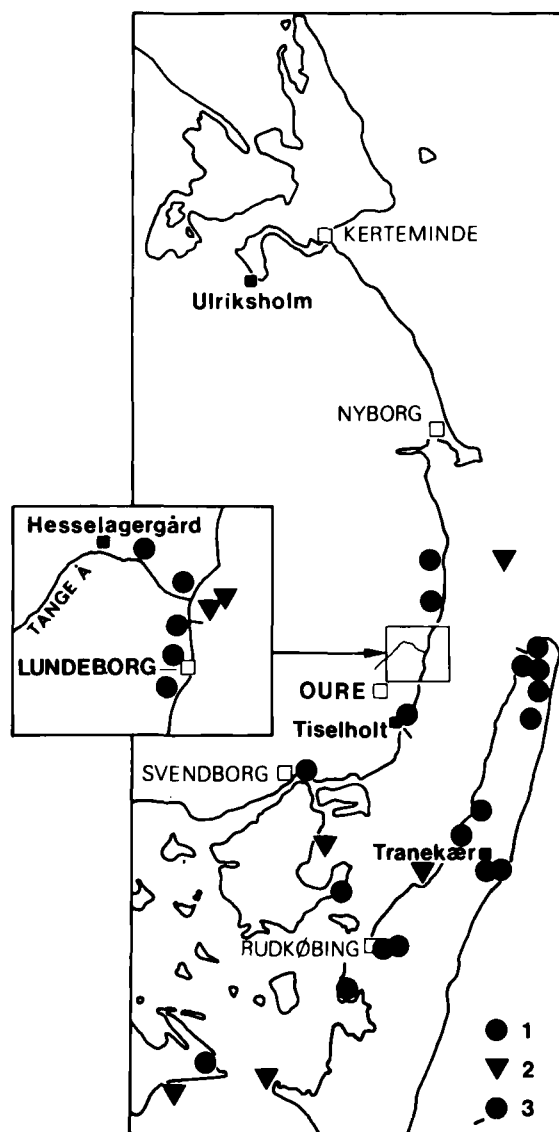 KERTEMINDE
Ulriksholm
NYBORG
Hesselagergård
TANGE Å
LUNDEBORG
OURE
Tiselholt
SVENDBORG
Tranekær
RUDKØBING
1
2
3